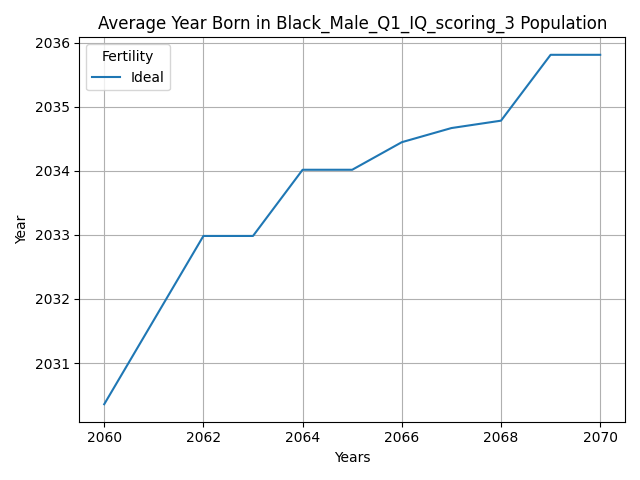 Average Year Born in Black_Male_Q1_IQ_scoring_3 Population
2036
2035
2034
2033
2032
2031
Year
Fertility
Ideal
2060 2062 2064 2066 2068 2070
Years